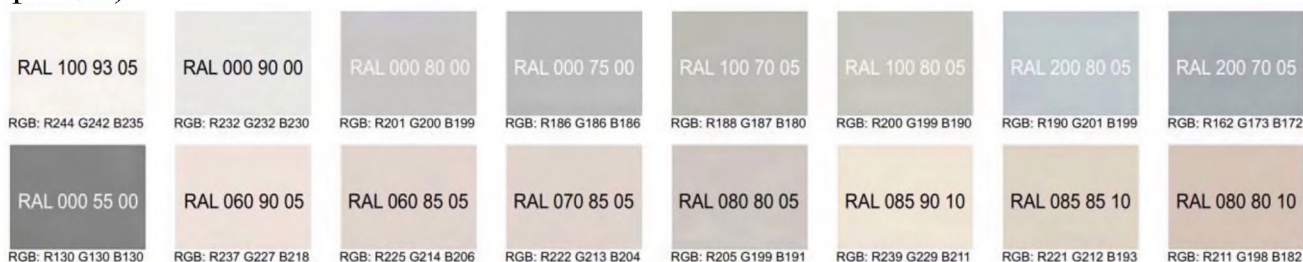 RAL 100 93 05 RAL 000 90 00 RAL 000 80 00 RAL 000 75 00 RAL 100 70 05 RAL 100 80 05 RAL 200 80 05 RAL 200 70 05
RGB: R244 G242 B235 RGB: R232 G232 B230 RGB: R201 G200 B199 RGB: R186 G186 B186 RGB: R188 G187 B180 RGB: R200 G199 B190 RGB: R190 G201 B199 RGB: R162 G173 B172
RAL 000 55 00 RAL 060 90 05 RAL 060 85 05 RAL 070 85 05 RAL 080 80 05 RAL 085 90 10 RAL 085 85 10 RAL 080 80 10
RGB: R130 G130 B130 RGB: R237 G227 B218 RGB: R225 G214 B206 RGB: R222 G213 B204 RGB: R205 G199 B191 RGB: R239 G229 B211 RGB: R221 G212 B193 RGB: R211 G198 B182